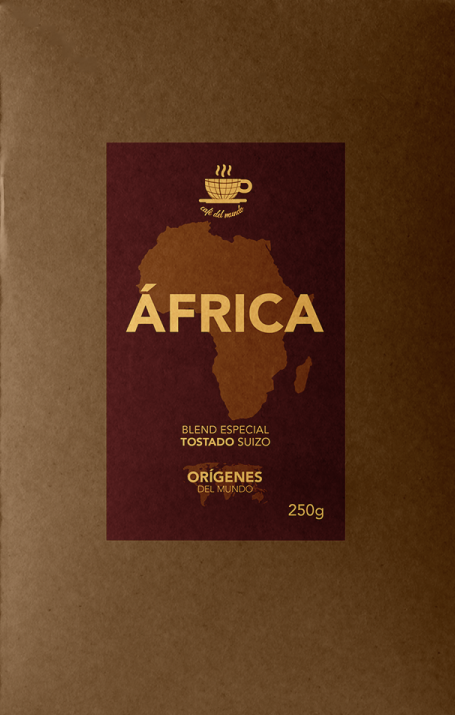 café del mundo
ÁFRICA
BLEND ESPECIAL
TOSTADO SUIZO
ORÍGENES
DEL MUNDO
250g